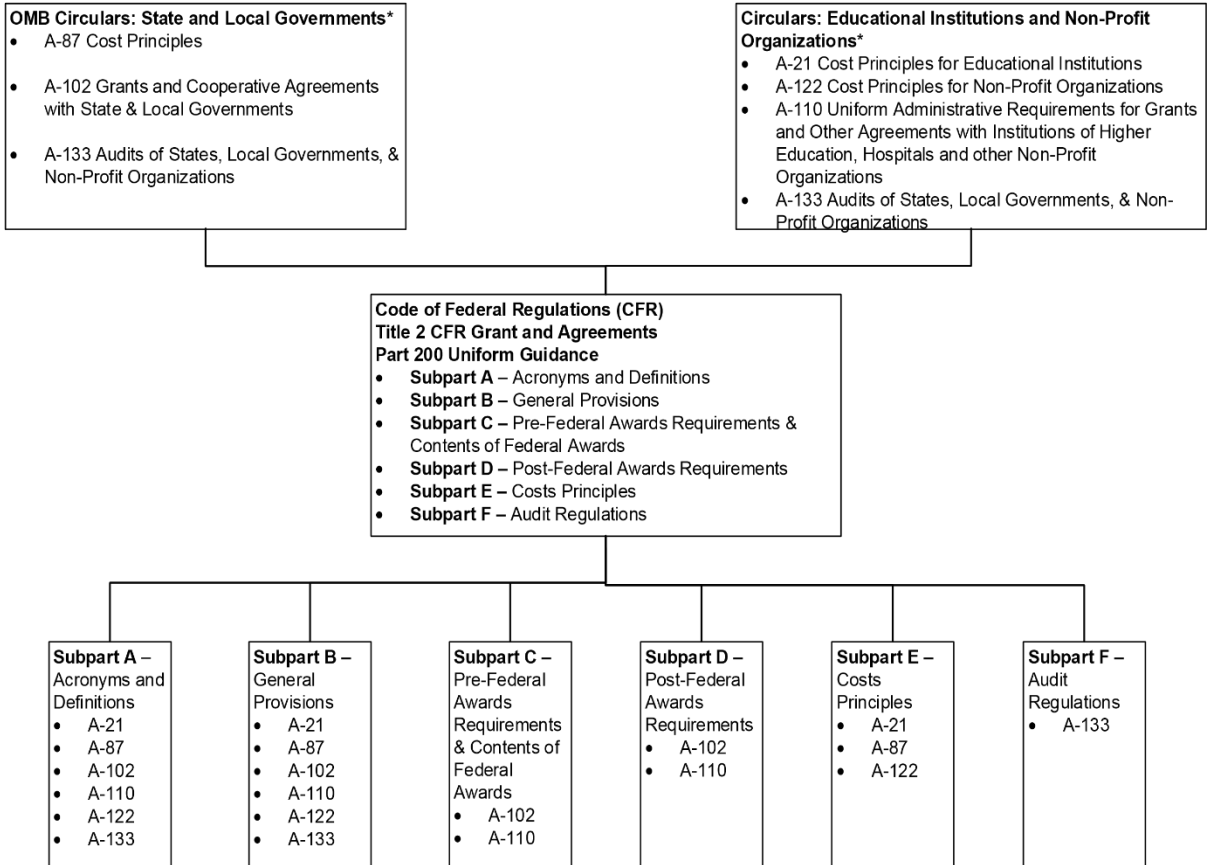 OMB Circulars: State and Local Governments*
• A-87 Cost Principles
• A-102 Grants and Cooperative Agreements
with State & Local Governments
• A-133 Audits of States, Local Governments, &
Non-Profit Organizations
Circulars: Educational Institutions and Non-Profit
Organizations*
• A-21 Cost Principles for Educational Institutions
• A-122 Cost Principles for Non-Profit Organizations
• A-110 Uniform Administrative Requirements for Grants
and Other Agreements with Institutions of Higher
Education, Hospitals and other Non-Profit
Organizations
• A-133 Audits of States, Local Governments, & Non-
Profit Organizations
Code of Federal Regulations (CFR)
Title 2 CFR Grant and Agreements
Part 200 Uniform Guidance
• Subpart A – Acronyms and Definitions
• Subpart B – General Provisions
• Subpart C – Pre-Federal Awards Requirements &
Contents of Federal Awards
• Subpart D – Post-Federal Awards Requirements
• Subpart E – Costs Principles
• Subpart F – Audit Regulations
Subpart A –
Acronyms and
Definitions
• A-21
• A-87
• A-102
• A-110
• A-122
• A-133
Subpart B –
General
Provisions
• A-21
• A-87
• A-102
• A-110
• A-122
• A-133
Subpart C –
Pre-Federal
Awards
Requirements
& Contents of
Federal
Awards
• A-102
• A-110
Subpart D –
Post-Federal
Awards
Requirements
• A-102
• A-110
Subpart E –
Costs
Principles
• A-21
• A-87
• A-122
Subpart F –
Audit
Regulations
• A-133